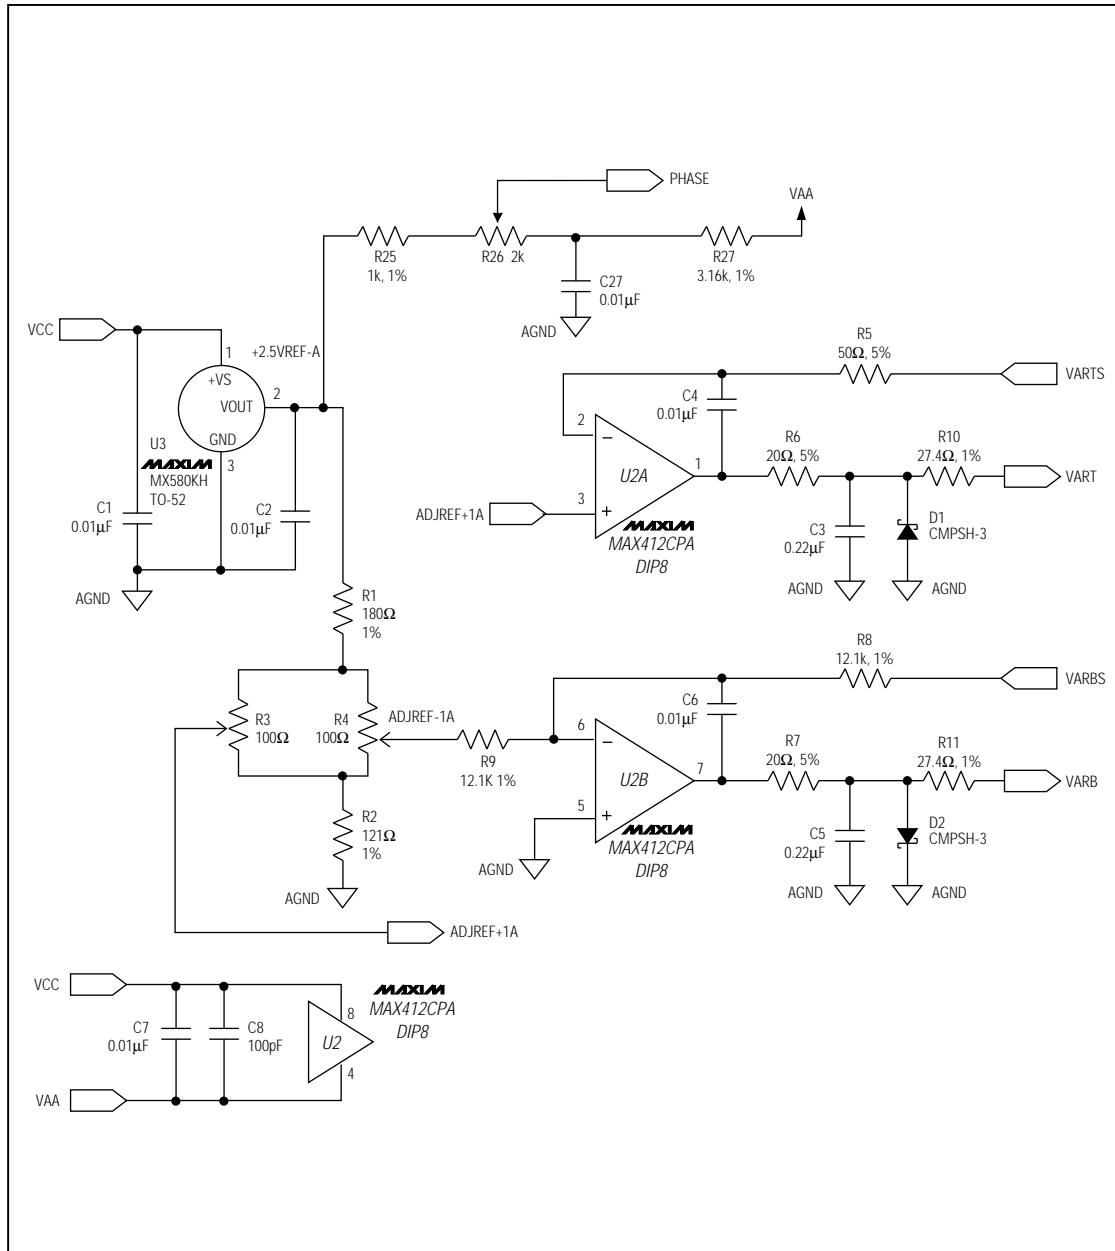 PHASE
VAA
R25
1k, 1%
R26 2k
R27
3.16k, 1%
C27
0.01µF
AGND
VCC
+2.5VREF-A
1
+VS
VOUT
2
GND
3
U3
MAXIM
MX580KH
TO-52
C1
0.01µF
C2
0.01µF
AGND
R5
50Ω, 5%
VARTS
C4
0.01µF
2
−
U2A
1
3
+
ADJREF+1A
MAXIM
MAX412CPA
DIP8
R6
20Ω, 5%
R10
27.4Ω, 1%
VART
C3
0.22µF
D1
CMPSH-3
AGND
AGND
R1
180Ω
1%
R3
100Ω
R4
100Ω
ADJREF-1A
R9
12.1K 1%
R2
121Ω
1%
AGND
ADJREF+1A
R8
12.1k, 1%
VARBS
C6
0.01µF
6
−
U2B
7
5
+
AGND
MAXIM
MAX412CPA
DIP8
R7
20Ω, 5%
R11
27.4Ω, 1%
VARB
C5
0.22µF
D2
CMPSH-3
AGND
AGND
VCC
C7
0.01µF
C8
100pF
U2
8
4
MAXIM
MAX412CPA
DIP8
VAA